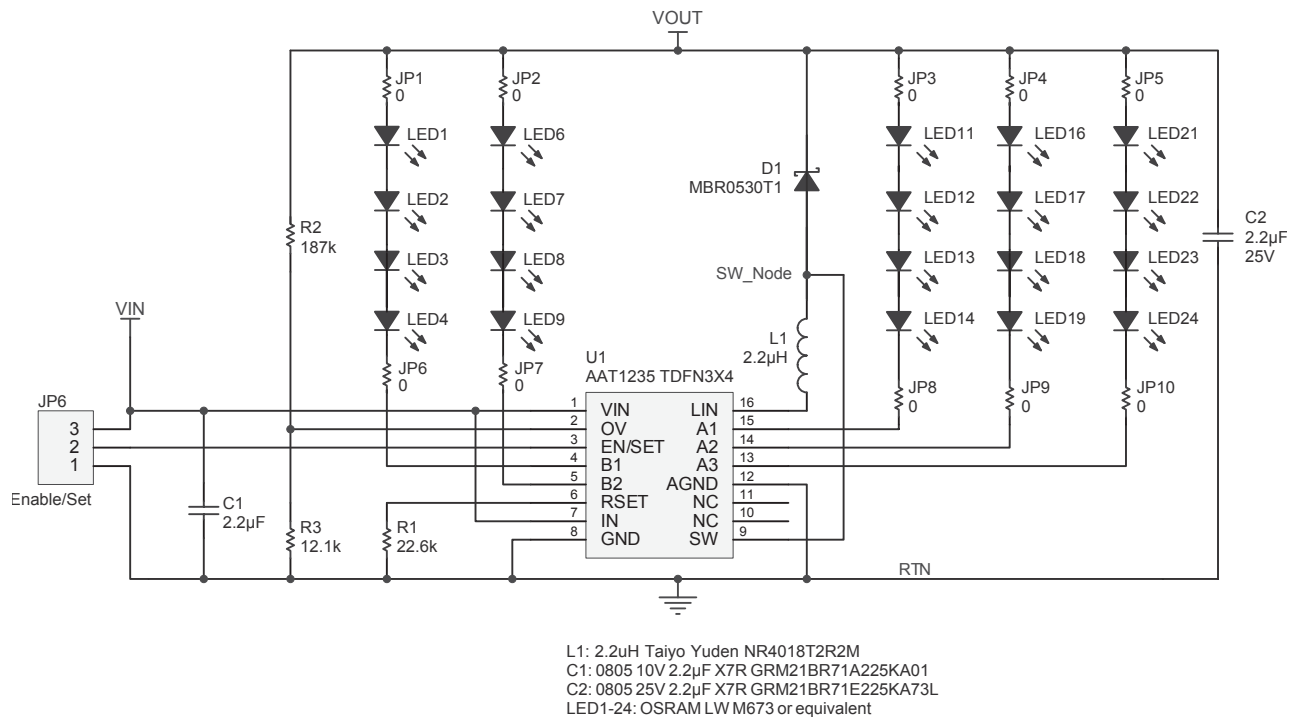 VOUT
JP1
0
JP2
0
JP3
0
JP4
0
JP5
0
LED1
LED6
LED11
LED16
LED21
D1
MBR0530T1
LED2
LED7
LED12
LED17
LED22
R2
187k
C2
2.2µF
25V
LED3
LED8
SW_Node
LED13
LED18
LED23
VIN
LED4
LED9
LED14
LED19
LED24
L1
2.2µH
U1
AAT1235 TDFN3X4
JP6
0
JP7
0
JP8
0
JP9
0
JP10
0
JP6
3
2
1
Enable/Set
1 VIN LIN 16
2 OV A1 15
3 EN/SET A2 14
4 B1 A3 13
5 B2 AGND 12
6 RSET NC 11
7 IN NC 10
8 GND SW 9
C1
2.2µF
R3
12.1k
R1
22.6k
RTN
L1: 2.2uH Taiyo Yuden NR4018T2R2M
C1: 0805 10V 2.2µF X7R GRM21BR71A225KA01
C2: 0805 25V 2.2µF X7R GRM21BR71E225KA73L
LED1-24: OSRAM LW M673 or equivalent